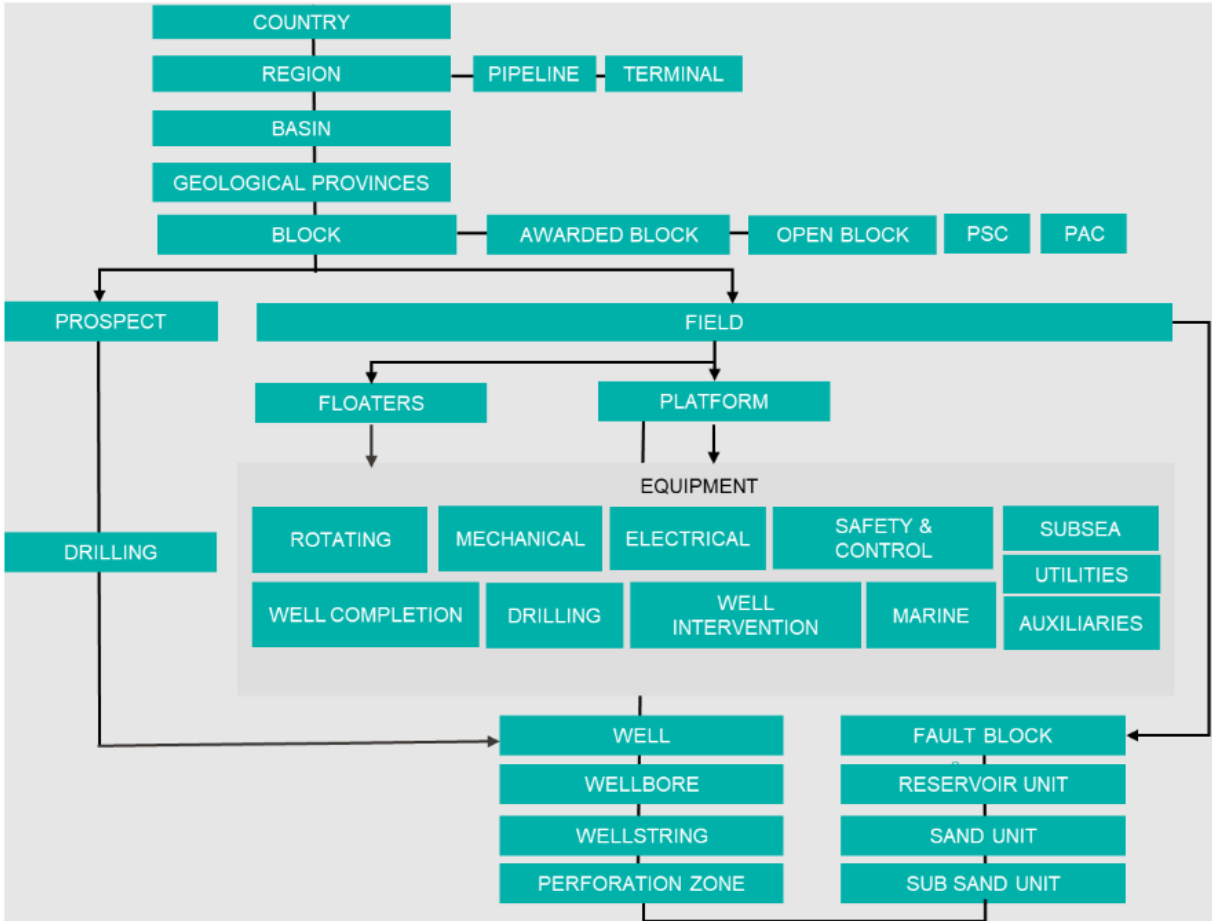 COUNTRY
REGION
PIPELINE
TERMINAL
BASIN
GEOLOGICAL PROVINCES
BLOCK
AWARDED BLOCK
OPEN BLOCK
PSC
PAC
PROSPECT
FIELD
FLOATERS
PLATFORM
EQUIPMENT
ROTATING
MECHANICAL
ELECTRICAL
SAFETY &
CONTROL
SUBSEA
UTILITIES
DRILLING
WELL COMPLETION
DRILLING
WELL
INTERVENTION
MARINE
AUXILIARIES
WELL
FAULT BLOCK
WELLBORE
RESERVOIR UNIT
WELLSTRING
SAND UNIT
PERFORATION ZONE
SUB SAND UNIT